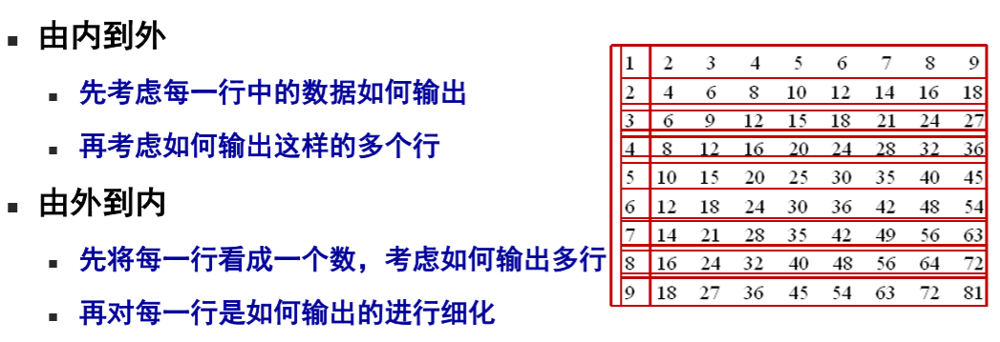 由内到外
先考虑每一行中的数据如何输出
再考虑如何输出这样的多个行
由外到内
先将每一行看成一个数，考虑如何输出多行
再对每一行是如何输出的进行细化
1 2 3 4 5 6 7 8 9
2 4 6 8 10 12 14 16 18
3 6 9 12 15 18 21 24 27
4 8 12 16 20 24 28 32 36
5 10 15 20 25 30 35 40 45
6 12 18 24 30 36 42 48 54
7 14 21 28 35 42 49 56 63
8 16 24 32 40 48 56 64 72
9 18 27 36 45 54 63 72 81